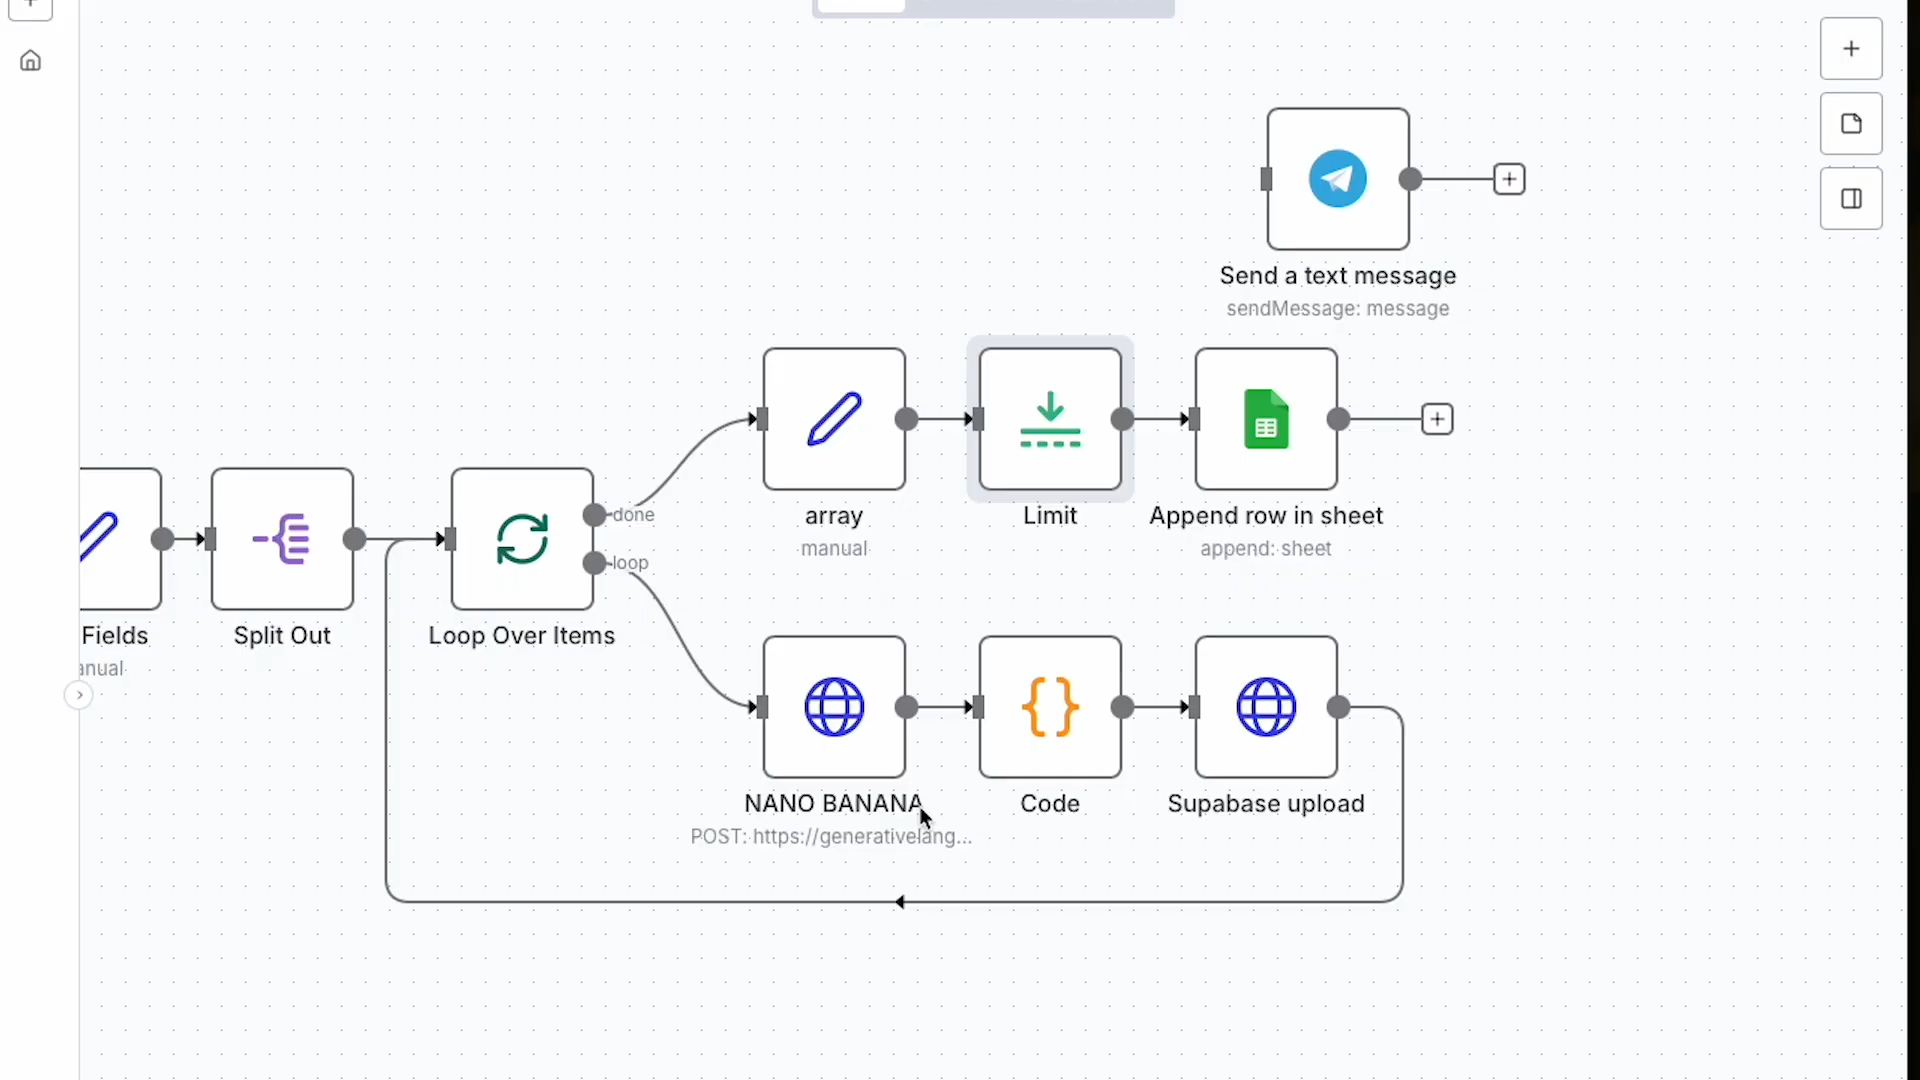 Send a text message
sendMessage: message
done
loop
array
manual
Limit
Append row in sheet
append: sheet
Fields
anual
Split Out
Loop Over Items
NANO BANANA
POST: https://generativelang...
Code
Supabase upload